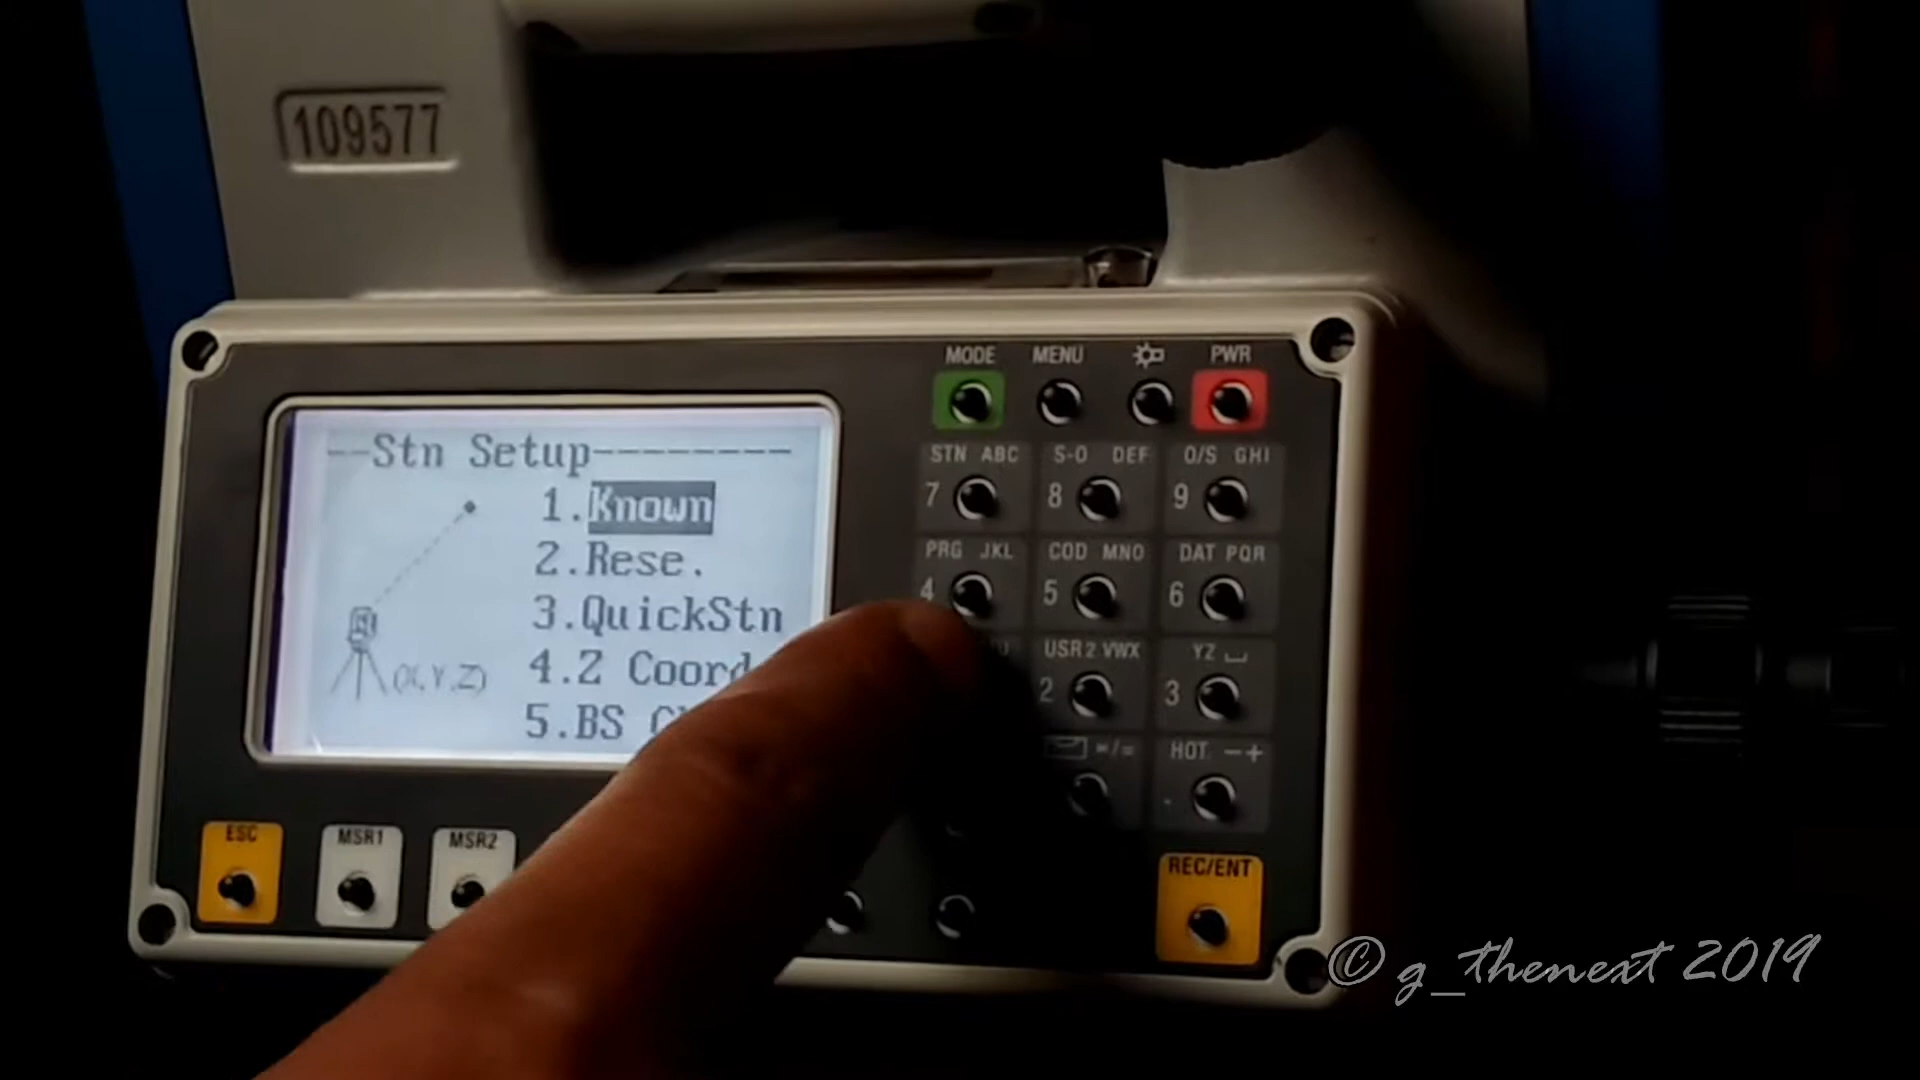 109577
MODE MENU PWR
--Stn Setup--------
1.Known
2.Rese.
3.QuickStn
4.Z Coord
5.BS
(X,Y,Z)
STN ABC S-O DEF O/S GHI
7 8 9
PRG JKL COD MNO DAT PQR
4 5 6
USR2 VWX YZ
2 3
*/= HOT -+
.
ESC MSR1 MSR2 REC/ENT
© g_thenext 2019